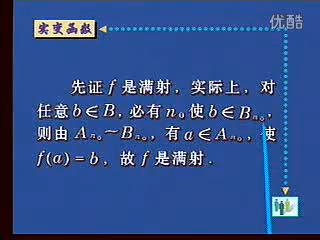 优酷
实变函数
先证 f 是满射，实际上，对
任意 b∈B，必有 n₀ 使 b∈Bₙ₀，
则由 Aₙ₀~Bₙ₀，有 a∈Aₙ₀，使
f(a) = b，故 f 是满射．